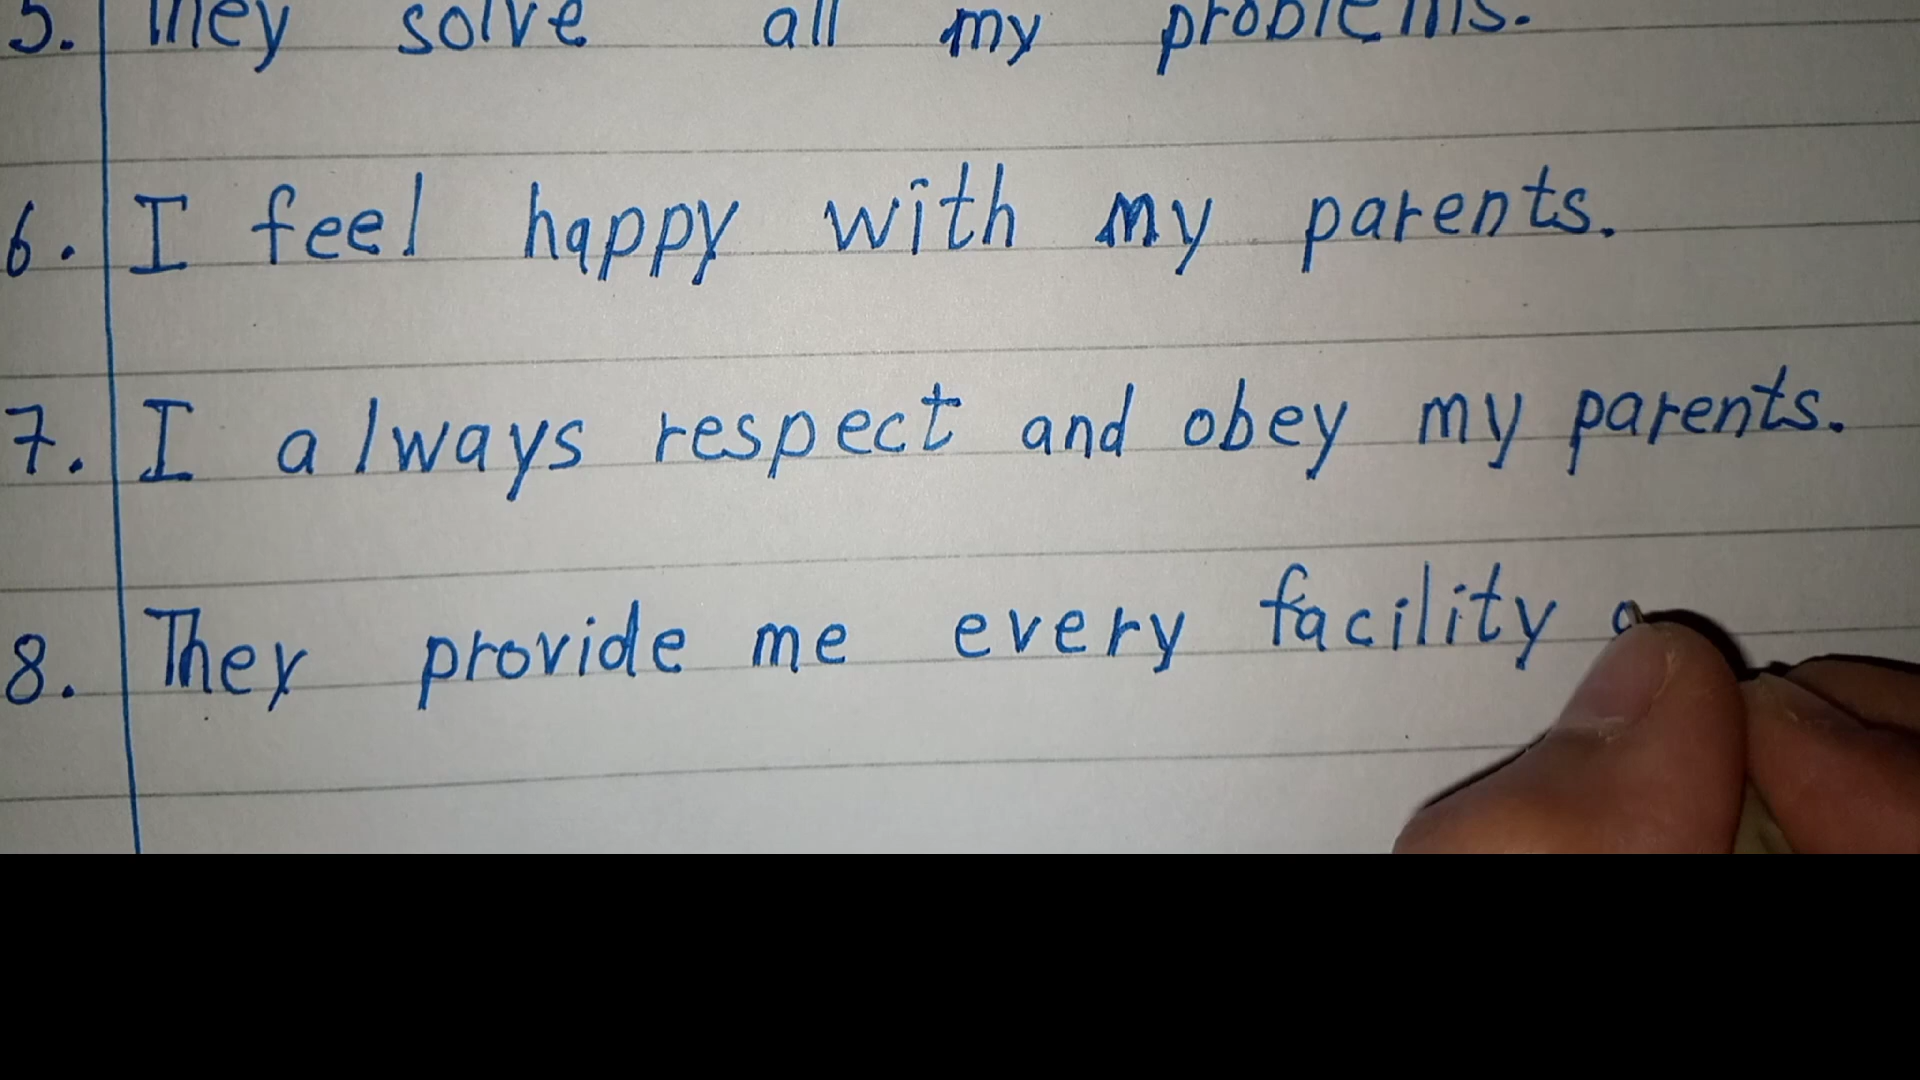 5. They solve all my problems.
6. I feel happy with my parents.
7. I always respect and obey my parents.
8. They provide me every facility